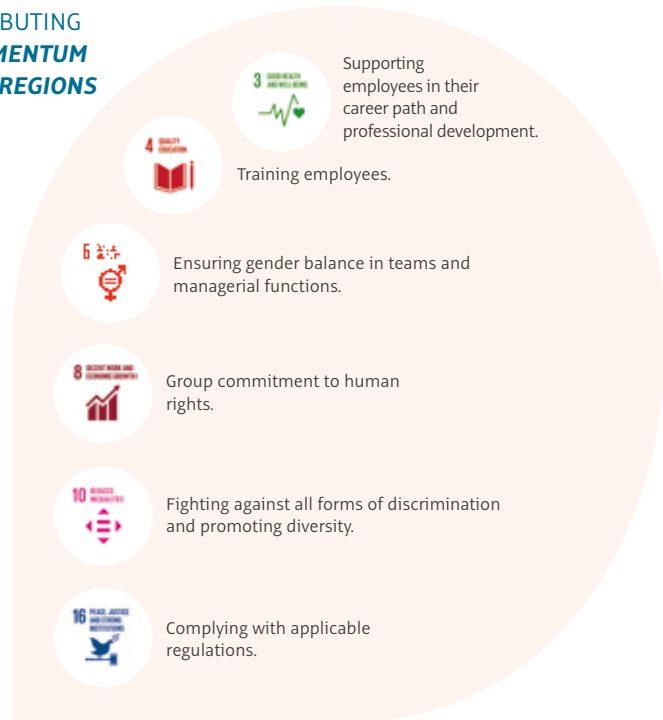 BUTING
MENTUM
REGIONS
3 GOOD HEALTH
AND WELL-BEING
Supporting
employees in their
career path and
professional development.
4 QUALITY
EDUCATION
Training employees.
Ensuring gender balance in teams and
managerial functions.
8 DECENT WORK AND
ECONOMIC GROWTH
Group commitment to human
rights.
10 REDUCED
INEQUALITIES
Fighting against all forms of discrimination
and promoting diversity.
16 PEACE, JUSTICE
AND STRONG
INSTITUTIONS
Complying with applicable
regulations.